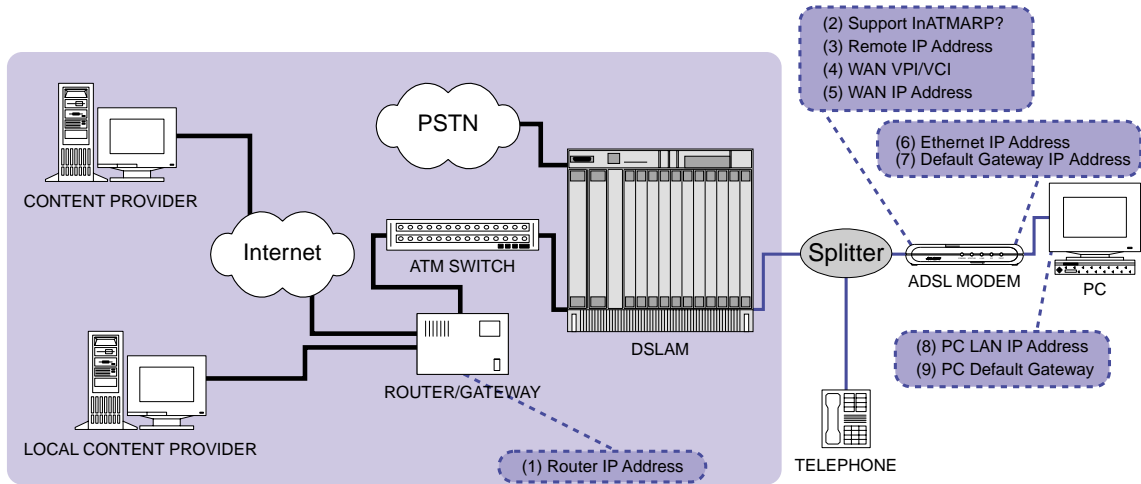 (2) Support InATMARP?
(3) Remote IP Address
(4) WAN VPI/VCI
(5) WAN IP Address
PSTN
(6) Ethernet IP Address
(7) Default Gateway IP Address
CONTENT PROVIDER
Internet
ATM SWITCH
Splitter
ADSL MODEM
PC
DSLAM
(8) PC LAN IP Address
(9) PC Default Gateway
ROUTER/GATEWAY
LOCAL CONTENT PROVIDER
(1) Router IP Address
TELEPHONE